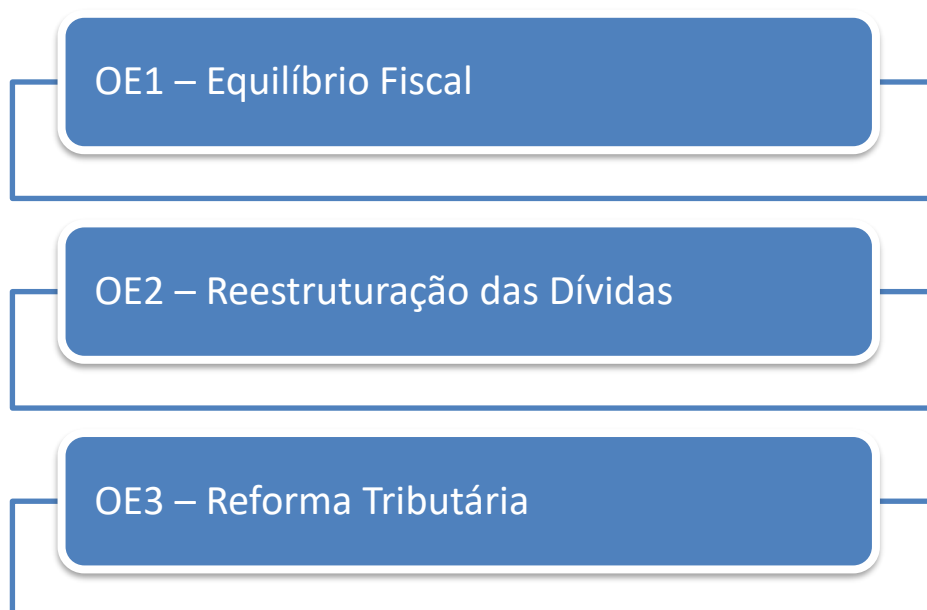 OE1 – Equilíbrio Fiscal
OE2 – Reestruturação das Dívidas
OE3 – Reforma Tributária